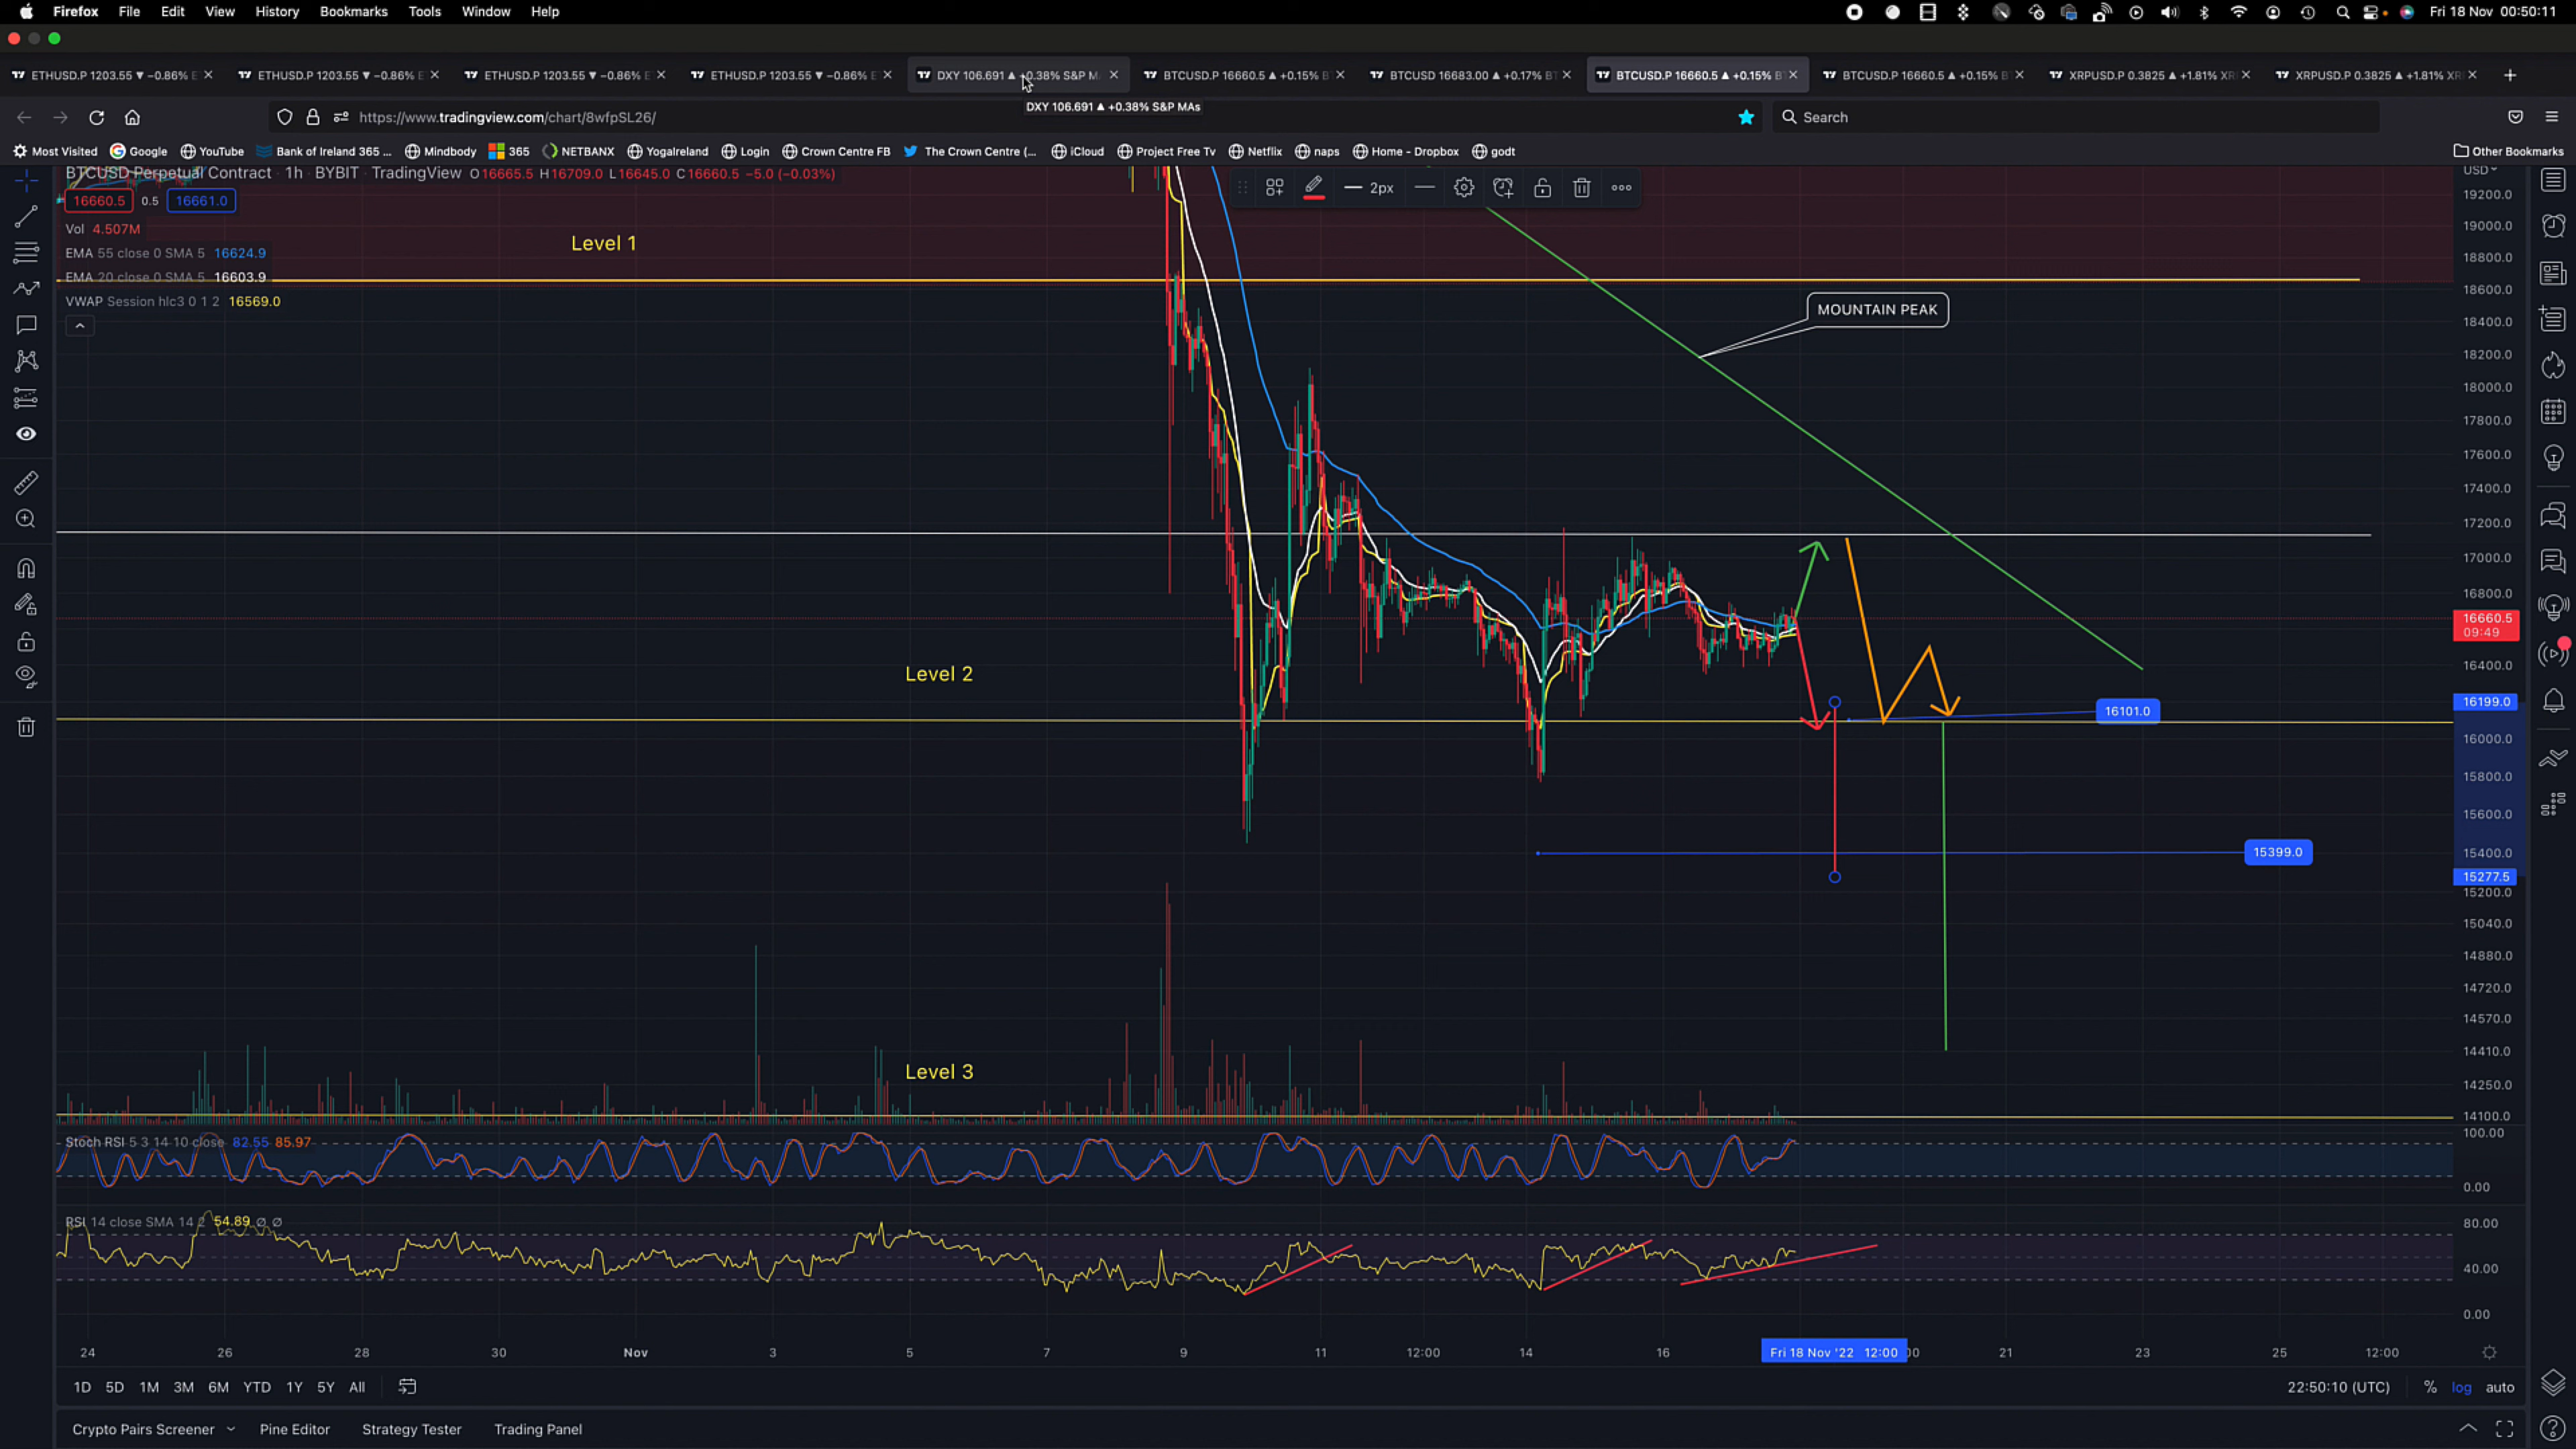 Firefox File Edit View History Bookmarks Tools Window Help Fri 18 Nov 00:50:11
ETHUSD.P 1203.55 ▼ −0.86% E ETHUSD.P 1203.55 ▼ −0.86% E ETHUSD.P 1203.55 ▼ −0.86% E ETHUSD.P 1203.55 ▼ −0.86% E DXY 106.691 ▲ +0.38% S&P M BTCUSD.P 16660.5 ▲ +0.15% BT BTCUSD 16683.00 ▲ +0.17% BT BTCUSD.P 16660.5 ▲ +0.15% BT BTCUSD.P 16660.5 ▲ +0.15% B XRPUSD.P 0.3825 ▲ +1.81% XR XRPUSD.P 0.3825 ▲ +1.81% XR
DXY 106.691 ▲ +0.38% S&P MAs
https://www.tradingview.com/chart/8wfpSL26/ Search
Most Visited Google YouTube Bank of Ireland 365 ... Mindbody 365 NETBANX YogaIreland Login Crown Centre FB The Crown Centre (... iCloud Project Free Tv Netflix naps Home - Dropbox godt Other Bookmarks
BTCUSD Perpetual Contract · 1h · BYBIT · TradingView O16665.5 H16709.0 L16645.0 C16660.5 −5.0 (−0.03%)
USD
16660.5 0.5 16661.0
2px
Vol 4.507M
EMA 55 close 0 SMA 5 16624.9
EMA 20 close 0 SMA 5 16603.9
VWAP Session hlc3 0 1 2 16569.0
Level 1
MOUNTAIN PEAK
Level 2
16101.0
15399.0
Level 3
19200.0
19000.0
18800.0
18600.0
18400.0
18200.0
18000.0
17800.0
17600.0
17400.0
17200.0
17000.0
16800.0
16660.5
09:49
16400.0
16199.0
16000.0
15800.0
15600.0
15400.0
15277.5
15200.0
15040.0
14880.0
14720.0
14570.0
14410.0
14250.0
14100.0
Stoch RSI 5 3 14 10 close 82.55 85.97
100.00
0.00
RSI 14 close SMA 14 2 54.89 ∅ ∅
80.00
40.00
0.00
24 26 28 30 Nov 3 5 7 9 11 12:00 14 16 Fri 18 Nov '22 12:00 :00 21 23 25 12:00
1D 5D 1M 3M 6M YTD 1Y 5Y All 22:50:10 (UTC) % log auto
Crypto Pairs Screener Pine Editor Strategy Tester Trading Panel